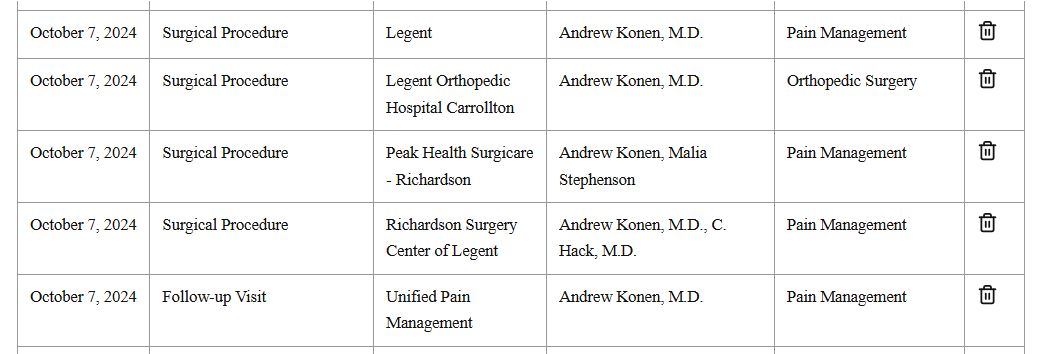 October 7, 2024 Surgical Procedure Legent Andrew Konen, M.D. Pain Management
October 7, 2024 Surgical Procedure Legent Orthopedic Andrew Konen, M.D. Orthopedic Surgery
Hospital Carrollton
October 7, 2024 Surgical Procedure Peak Health Surgicare Andrew Konen, Malia Pain Management
- Richardson Stephenson
October 7, 2024 Surgical Procedure Richardson Surgery Andrew Konen, M.D., C. Pain Management
Center of Legent Hack, M.D.
October 7, 2024 Follow-up Visit Unified Pain Andrew Konen, M.D. Pain Management
Management